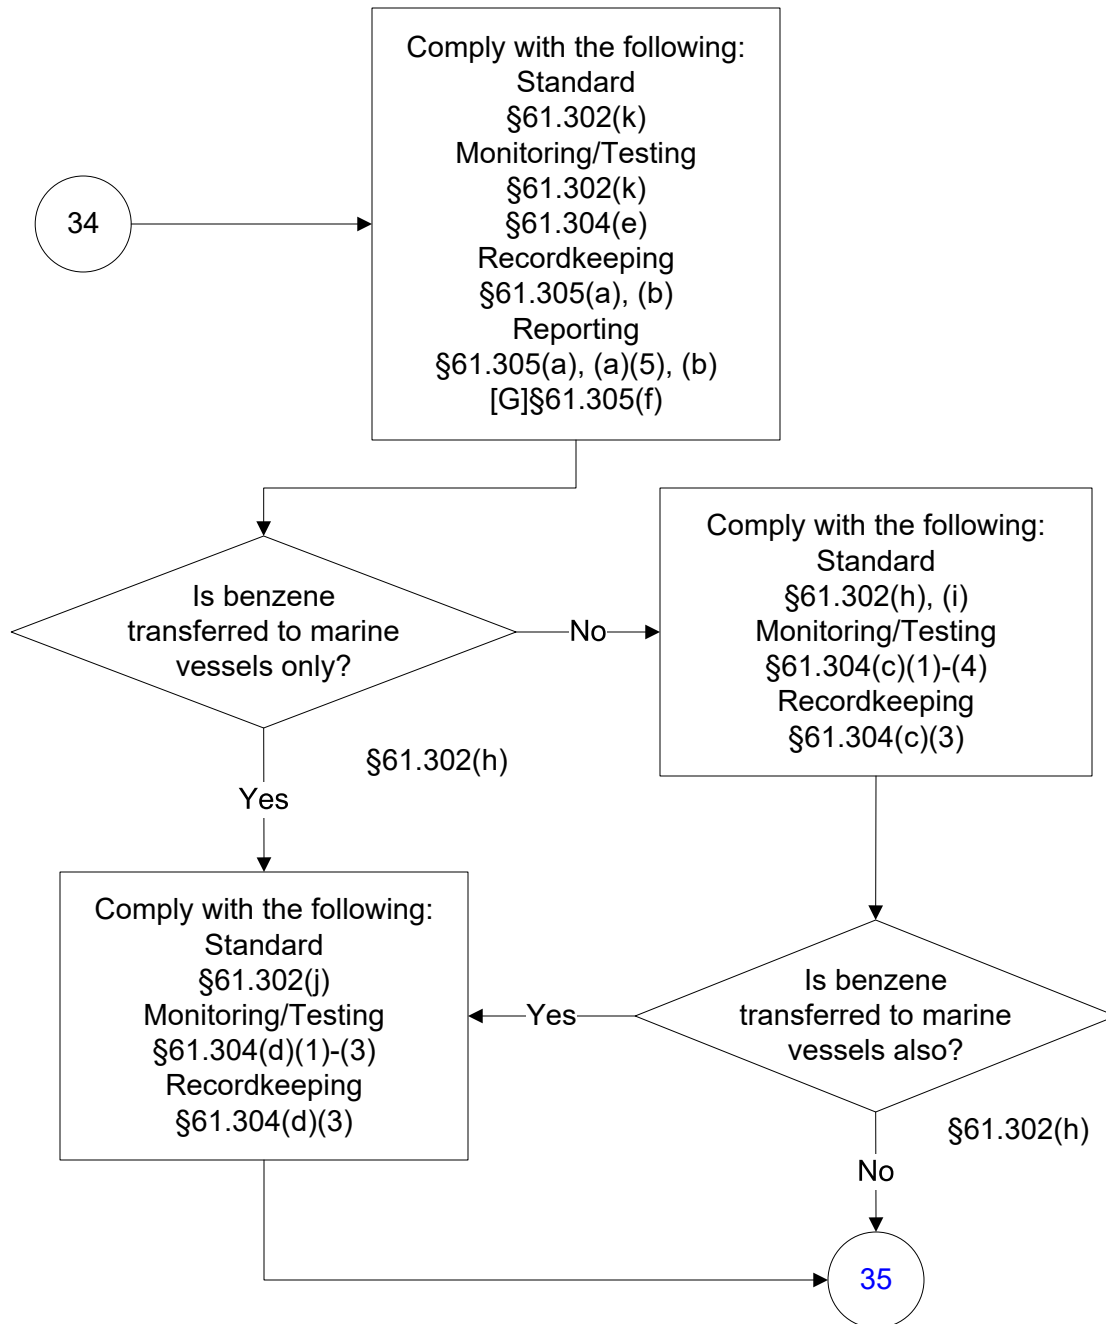 Comply with the following:
Standard
§61.302(k)
Monitoring/Testing
§61.302(k)
§61.304(e)
Recordkeeping
§61.305(a), (b)
Reporting
§61.305(a), (a)(5), (b)
[G]§61.305(f)
34
Is benzene
transferred to marine
vessels only?
No
§61.302(h)
Yes
Comply with the following:
Standard
§61.302(h), (i)
Monitoring/Testing
§61.304(c)(1)-(4)
Recordkeeping
§61.304(c)(3)
Comply with the following:
Standard
§61.302(j)
Monitoring/Testing
§61.304(d)(1)-(3)
Recordkeeping
§61.304(d)(3)
Yes
Is benzene
transferred to marine
vessels also?
§61.302(h)
No
35